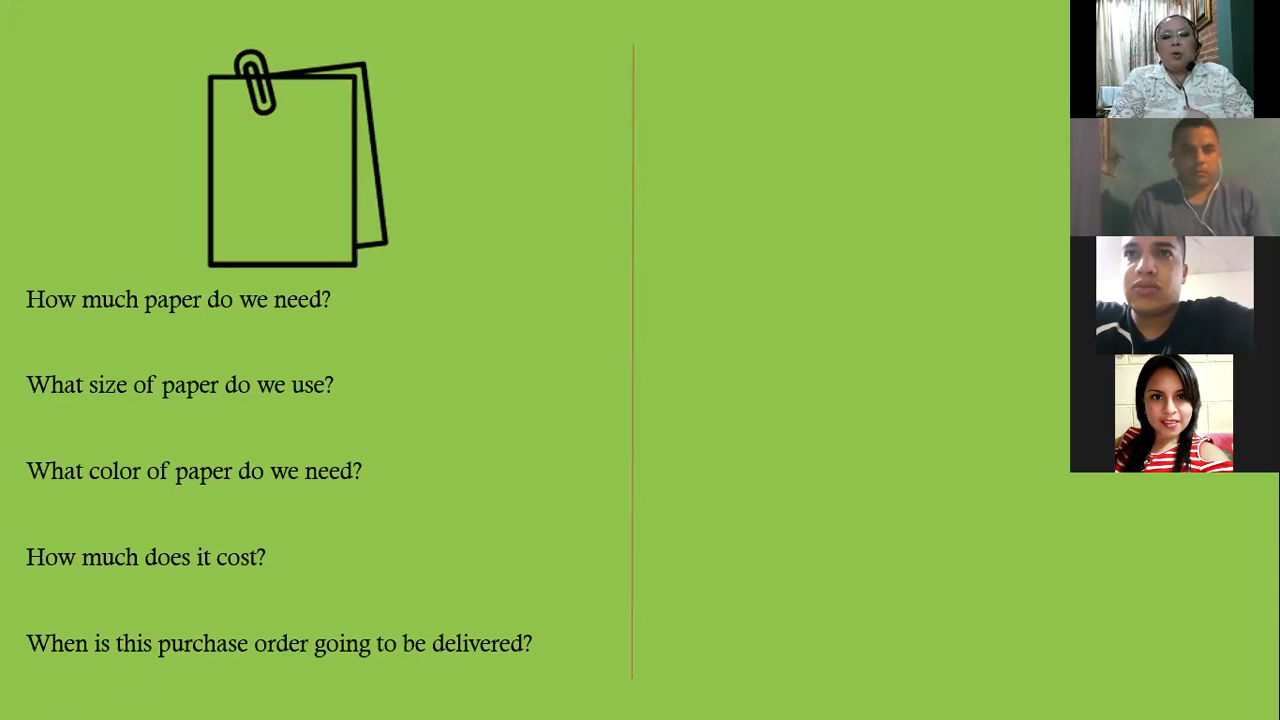 How much paper do we need?
What size of paper do we use?
What color of paper do we need?
How much does it cost?
When is this purchase order going to be delivered?